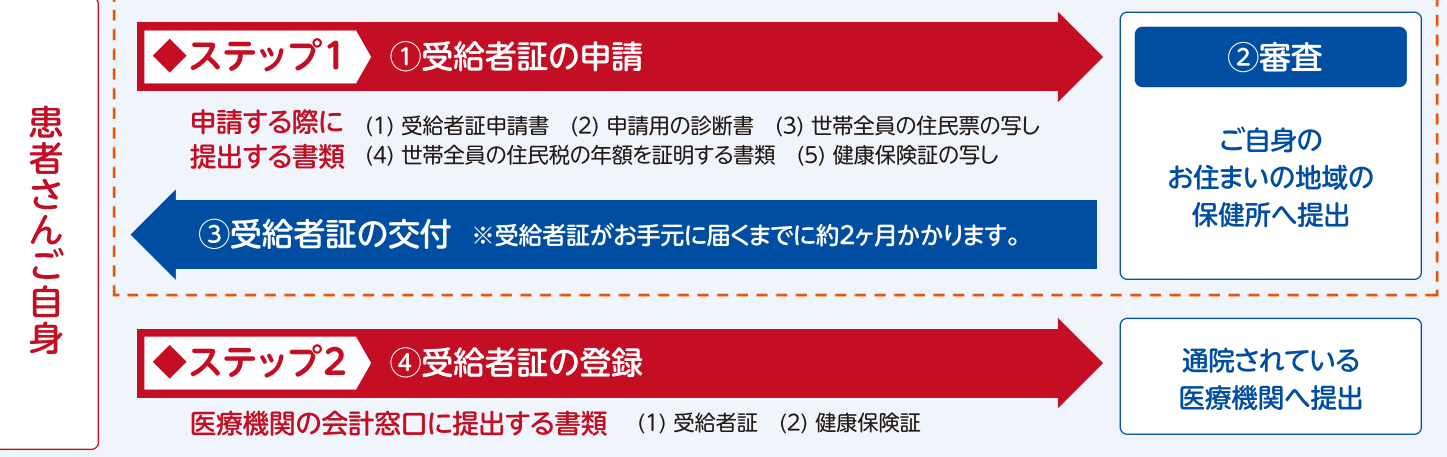 患者さんご自身
◆ステップ1 ①受給者証の申請
申請する際に
提出する書類
(1) 受給者証申請書 (2) 申請用の診断書 (3) 世帯全員の住民票の写し
(4) 世帯全員の住民税の年額を証明する書類 (5) 健康保険証の写し
②審査
ご自身の
お住まいの地域の
保健所へ提出
③受給者証の交付 ※受給者証がお手元に届くまでに約2ヶ月かかります。
◆ステップ2 ④受給者証の登録
医療機関の会計窓口に提出する書類 (1) 受給者証 (2) 健康保険証
通院されている
医療機関へ提出